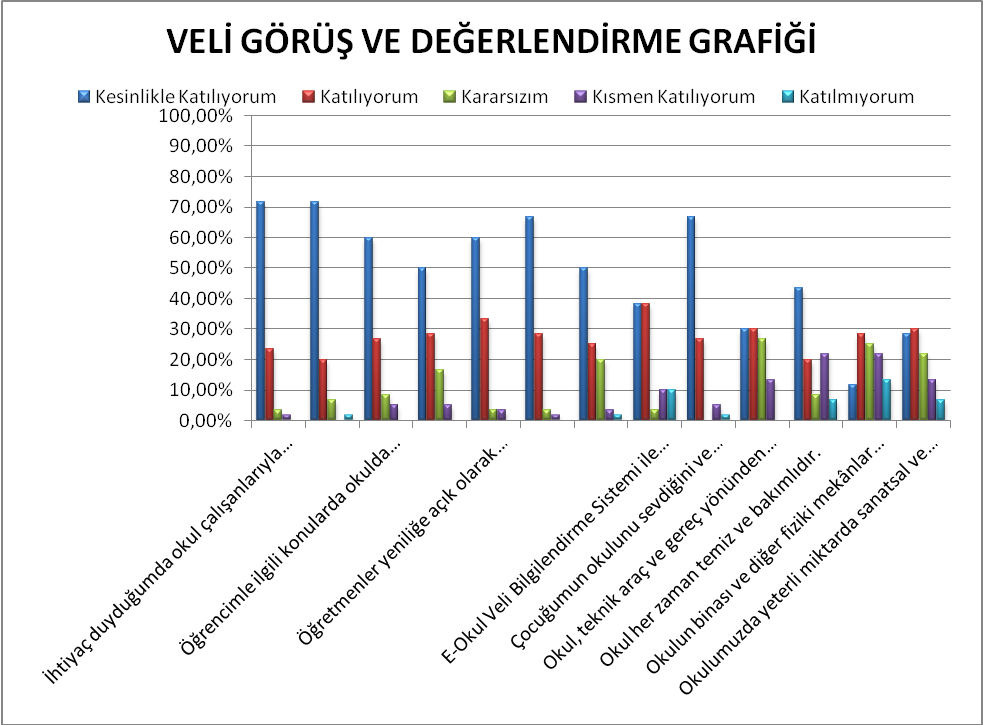 VELİ GÖRÜŞ VE DEĞERLENDİRME GRAFİĞİ
Kesinlikle Katılıyorum Katılıyorum Kararsızım Kısmen Katılıyorum Katılmıyorum
100,00%
90,00%
80,00%
70,00%
60,00%
50,00%
40,00%
30,00%
20,00%
10,00%
0,00%
İhtiyaç duyduğumda okul çalışanlarıyla…
Öğrencimle ilgili konularda okulda…
Öğretmenler yeniliğe açık olarak…
E-Okul Veli Bilgilendirme Sistemi ile…
Çocuğumun okulunu sevdiğini ve…
Okul, teknik araç ve gereç yönünden…
Okul her zaman temiz ve bakımlıdır.
Okulun binası ve diğer fiziki mekânlar…
Okulumuzda yeterli miktarda sanatsal ve…